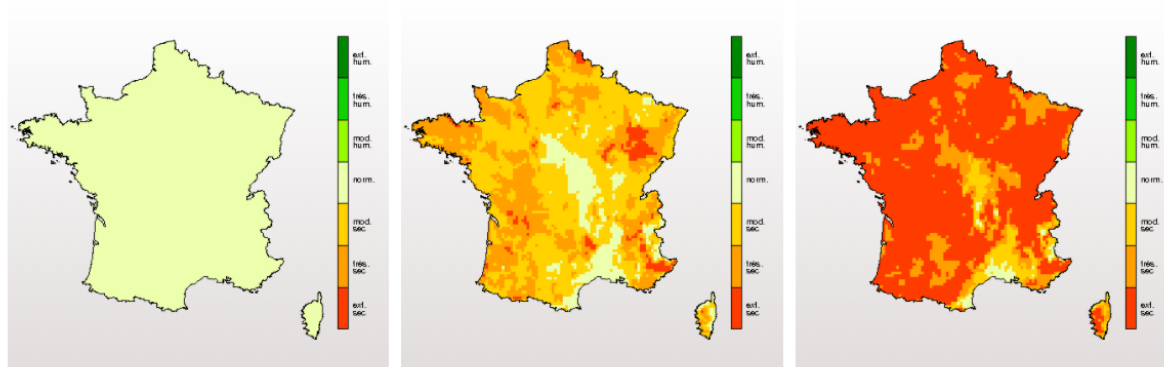 ext.
hum.
très.
hum.
mod.
hum.
norm.
mod.
sec
très.
sec
ext.
sec
ext.
hum.
très.
hum.
mod.
hum.
norm.
mod.
sec
très.
sec
ext.
sec
ext.
hum.
très.
hum.
mod.
hum.
norm.
mod.
sec
très.
sec
ext.
sec